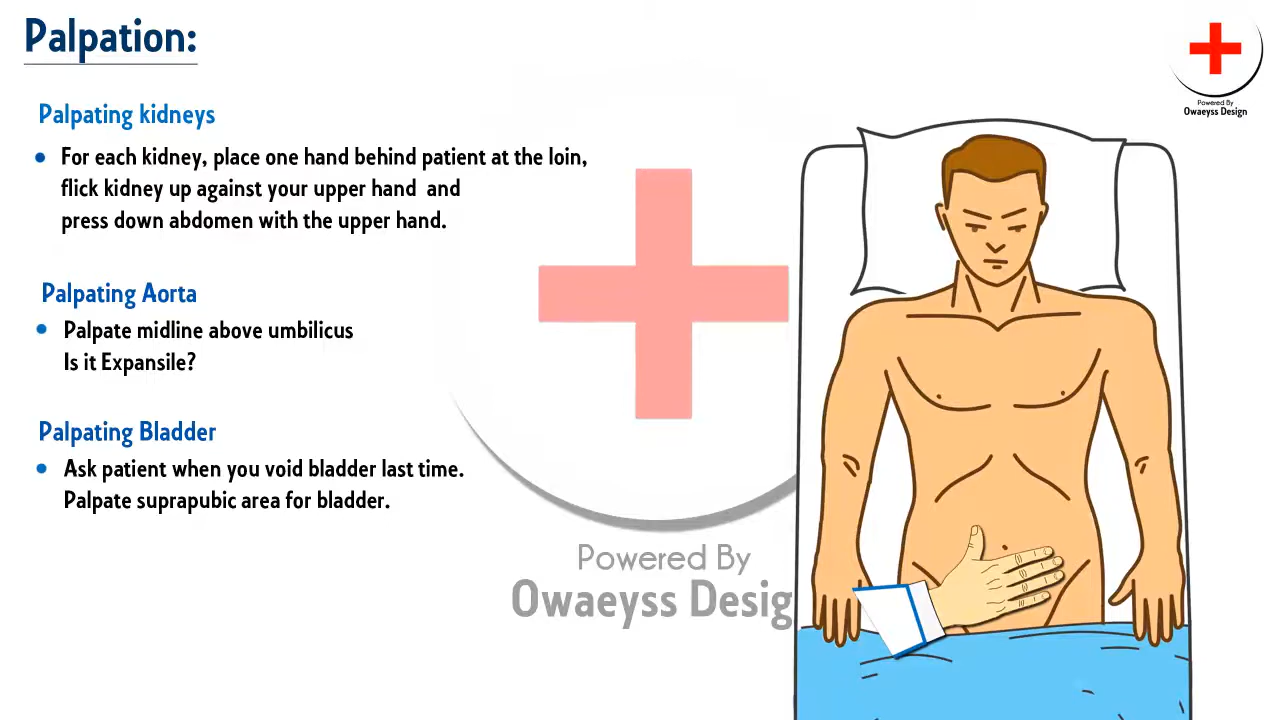 Palpation:
Powered By
Owaeyss Design
Palpating kidneys
For each kidney, place one hand behind patient at the loin,
flick kidney up against your upper hand and
press down abdomen with the upper hand.
Palpating Aorta
Palpate midline above umbilicus
Is it Expansile?
Palpating Bladder
Ask patient when you void bladder last time.
Palpate suprapubic area for bladder.
Powered By
Owaeyss Desig